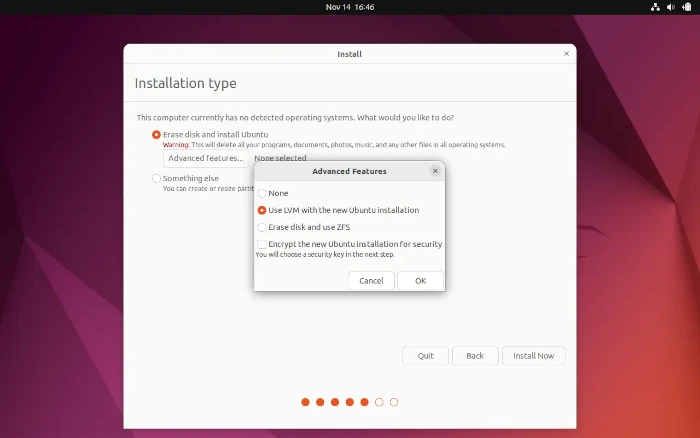 Nov 14 16:46
Install
Installation type
This computer currently has no detected operating systems. What would you like to do?
Erase disk and install Ubuntu
Warning: This will delete all your programs, documents, photos, music, and any other files in all operating systems.
Advanced features... None selected
Something else
You can create or resize partit
Advanced Features
None
Use LVM with the new Ubuntu installation
Erase disk and use ZFS
Encrypt the new Ubuntu installation for security
You will choose a security key in the next step.
Cancel OK
Quit Back Install Now